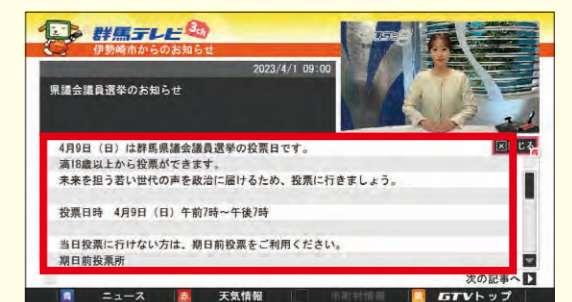 群馬テレビ 3ch
伊勢崎市からのお知らせ
2023/4/1 09:00
県議会議員選挙のお知らせ
4月9日（日）は群馬県議会議員選挙の投票日です。
満18歳以上から投票ができます。
未来を担う若い世代の声を政治に届けるため、投票に行きましょう。
投票日時　4月9日（日）午前7時～午後7時
当日投票に行けない方は、期日前投票をご利用ください。
期日前投票所
次の記事へ
青 ニュース 赤 天気情報 市町村情報 黄 GTVトップ